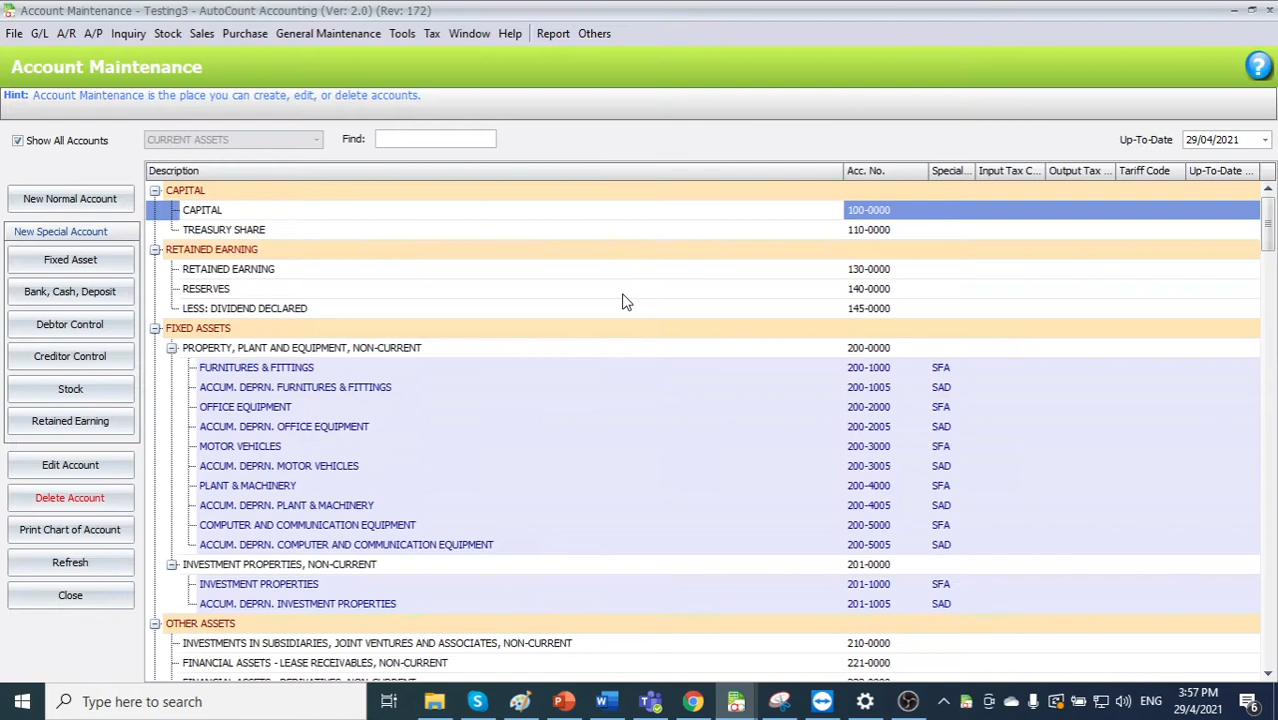 Account Maintenance - Testing3 - AutoCount Accounting (Ver: 2.0) (Rev: 172)
File G/L A/R A/P Inquiry Stock Sales Purchase General Maintenance Tools Tax Window Help Report Others
Account Maintenance
Hint: Account Maintenance is the place you can create, edit, or delete accounts.
Show All Accounts CURRENT ASSETS Find: Up-To-Date 29/04/2021
Description Acc. No. Special... Input Tax C... Output Tax ... Tariff Code Up-To-Date ...
New Normal Account
New Special Account
Fixed Asset
Bank, Cash, Deposit
Debtor Control
Creditor Control
Stock
Retained Earning
Edit Account
Delete Account
Print Chart of Account
Refresh
Close
CAPITAL
CAPITAL 100-0000
TREASURY SHARE 110-0000
RETAINED EARNING
RETAINED EARNING 130-0000
RESERVES 140-0000
LESS: DIVIDEND DECLARED 145-0000
FIXED ASSETS
PROPERTY, PLANT AND EQUIPMENT, NON-CURRENT 200-0000
FURNITURES & FITTINGS 200-1000 SFA
ACCUM. DEPRN. FURNITURES & FITTINGS 200-1005 SAD
OFFICE EQUIPMENT 200-2000 SFA
ACCUM. DEPRN. OFFICE EQUIPMENT 200-2005 SAD
MOTOR VEHICLES 200-3000 SFA
ACCUM. DEPRN. MOTOR VEHICLES 200-3005 SAD
PLANT & MACHINERY 200-4000 SFA
ACCUM. DEPRN. PLANT & MACHINERY 200-4005 SAD
COMPUTER AND COMMUNICATION EQUIPMENT 200-5000 SFA
ACCUM. DEPRN. COMPUTER AND COMMUNICATION EQUIPMENT 200-5005 SAD
INVESTMENT PROPERTIES, NON-CURRENT 201-0000
INVESTMENT PROPERTIES 201-1000 SFA
ACCUM. DEPRN. INVESTMENT PROPERTIES 201-1005 SAD
OTHER ASSETS
INVESTMENTS IN SUBSIDIARIES, JOINT VENTURES AND ASSOCIATES, NON-CURRENT 210-0000
FINANCIAL ASSETS - LEASE RECEIVABLES, NON-CURRENT 221-0000
Type here to search
ENG
3:57 PM
29/4/2021
6